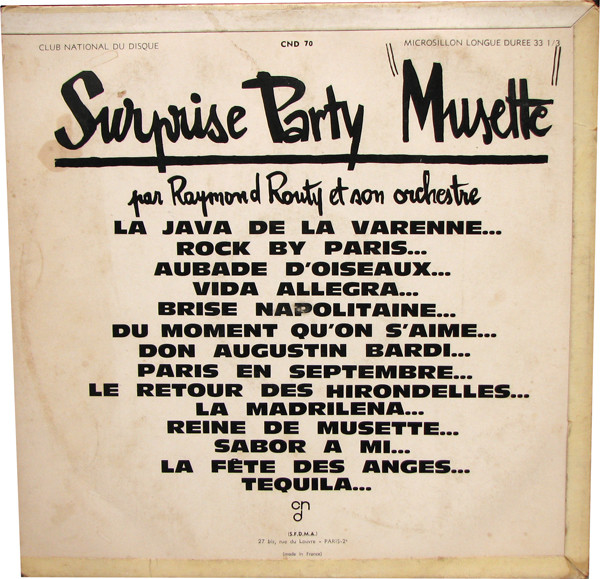 CLUB NATIONAL DU DISQUE
CND 70
MICROSILLON LONGUE DUREE 33 1/3
Surprise Party "Musette"
par Raymond Routy et son orchestre
LA JAVA DE LA VARENNE...
ROCK BY PARIS...
AUBADE D'OISEAUX...
VIDA ALLEGRA...
BRISE NAPOLITAINE...
DU MOMENT QU'ON S'AIME...
DON AUGUSTIN BARDI...
PARIS EN SEPTEMBRE...
LE RETOUR DES HIRONDELLES...
LA MADRILENA...
REINE DE MUSETTE...
SABOR A MI...
LA FÊTE DES ANGES...
TEQUILA...
cnd
(S.F.D.M.A.)
27 bis, rue du Louvre - PARIS-2e
(made in France)